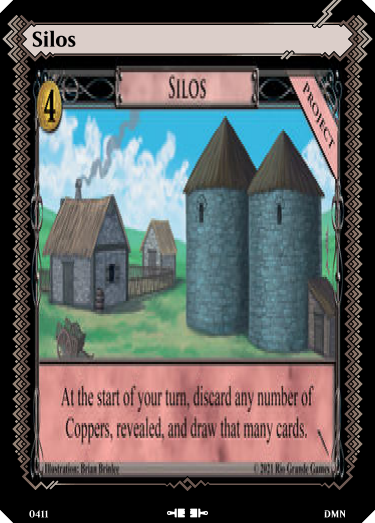 Silos
SILOS
4
PROJECT
At the start of your turn, discard any number of
Coppers, revealed, and draw that many cards.
Illustration: Brian Brinlee
© 2021 Rio Grande Games
0411
DMN